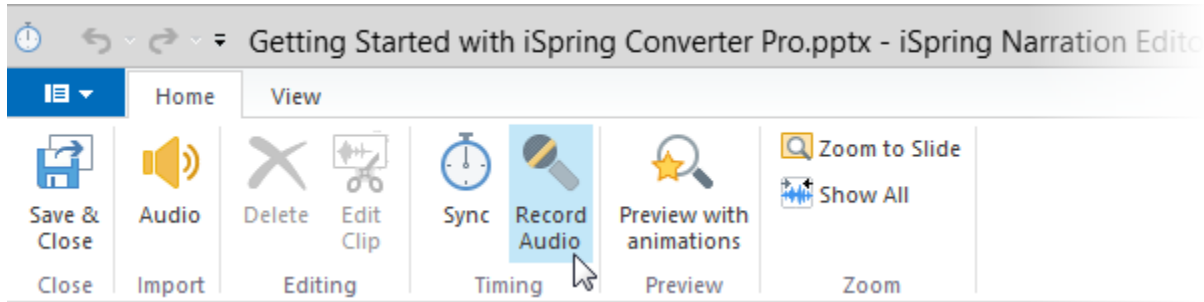 Getting Started with iSpring Converter Pro.pptx - iSpring Narration Edito
Home
View
Save & Close
Audio
Delete
Edit Clip
Sync
Record Audio
Preview with animations
Zoom to Slide
Show All
Close
Import
Editing
Timing
Preview
Zoom